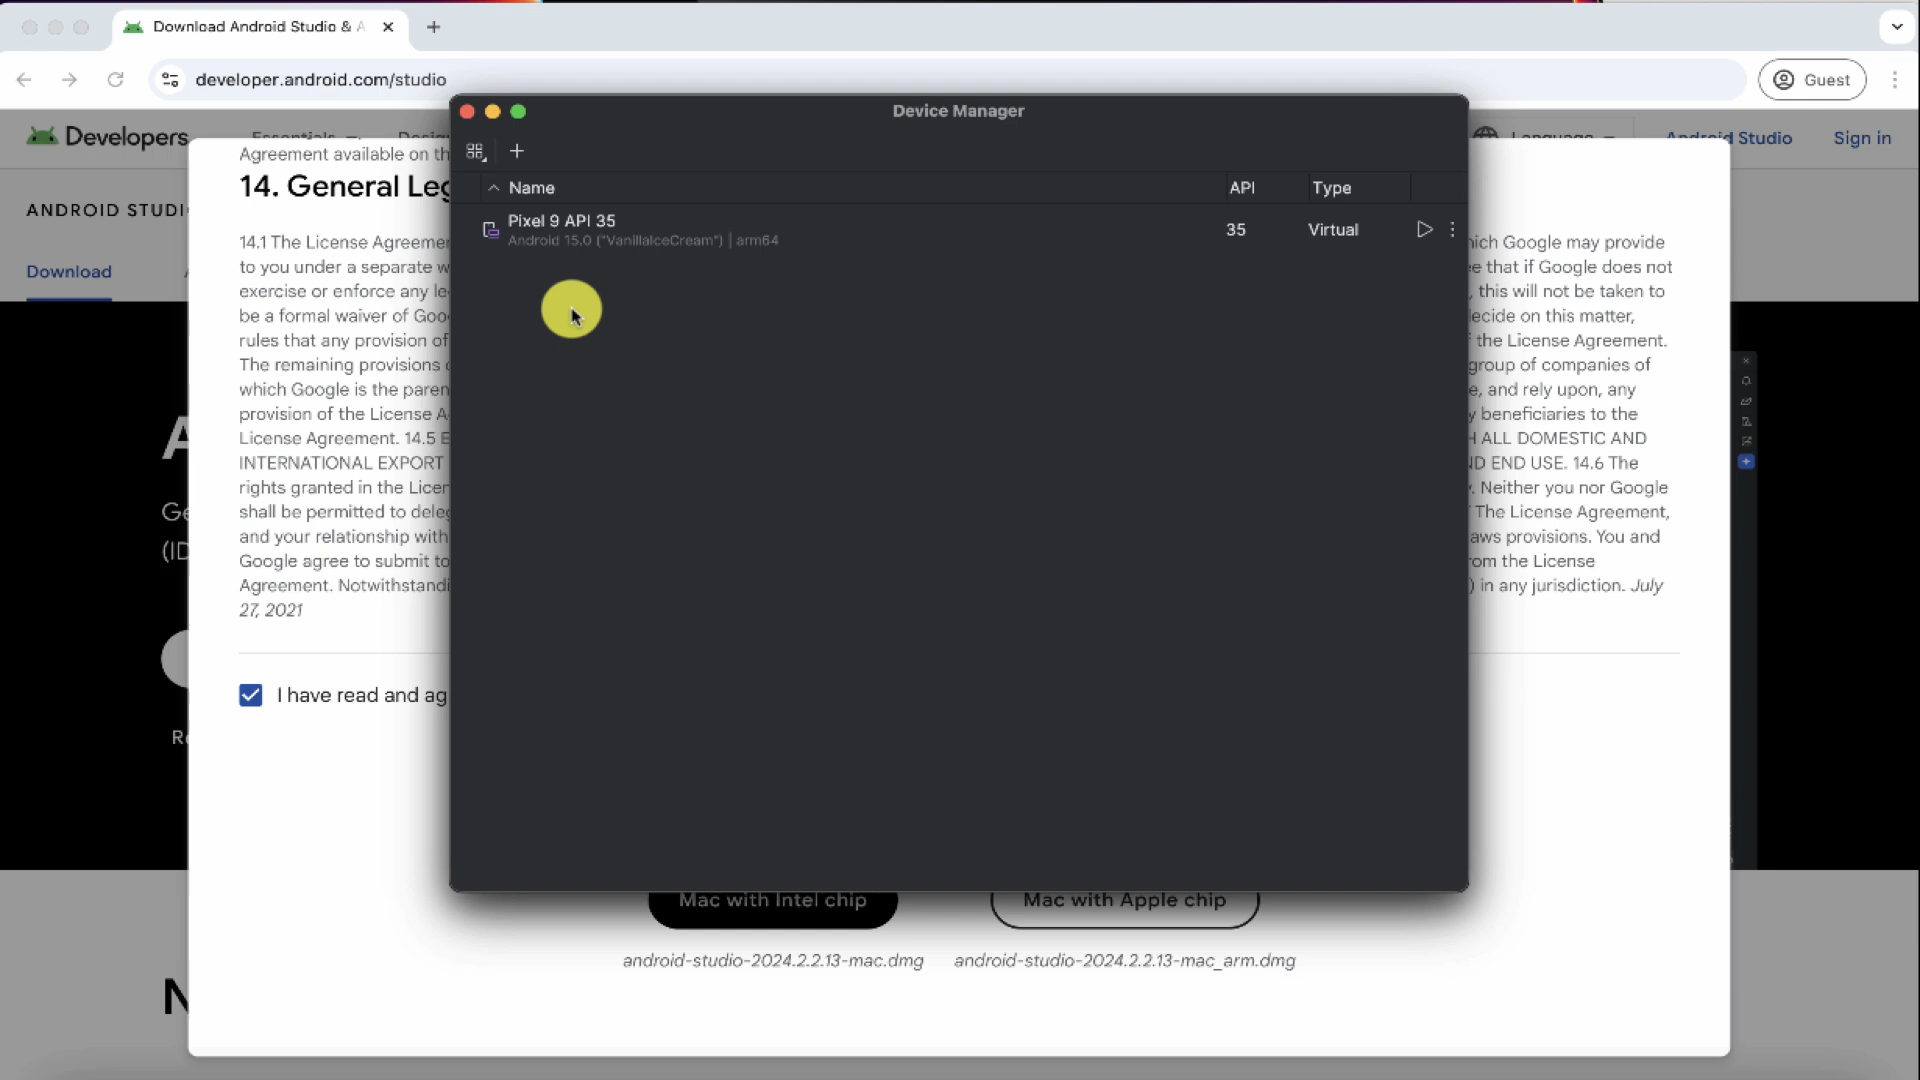 Download Android Studio & A
developer.android.com/studio
Guest
Device Manager
Developers
Essentials
Language
Android Studio
Sign in
Agreement available on th
14. General Leg
Name
API
Type
Pixel 9 API 35
Android 15.0 ("VanillaIceCream") | arm64
35
Virtual
ANDROID STUDI
Download
14.1 The License Agreemer
to you under a separate w
exercise or enforce any le
be a formal waiver of Goo
rules that any provision of
The remaining provisions
which Google is the paren
provision of the License A
License Agreement. 14.5 E
INTERNATIONAL EXPORT
rights granted in the Licer
shall be permitted to deleg
and your relationship with
Google agree to submit to
Agreement. Notwithstandi
27, 2021
hich Google may provide
e that if Google does not
, this will not be taken to
ecide on this matter,
the License Agreement.
group of companies of
e, and rely upon, any
y beneficiaries to the
H ALL DOMESTIC AND
ND END USE. 14.6 The
. Neither you nor Google
The License Agreement,
aws provisions. You and
rom the License
) in any jurisdiction. July
A
Ge
(ID
Re
I have read and ag
Mac with Intel chip
Mac with Apple chip
android-studio-2024.2.2.13-mac.dmg
android-studio-2024.2.2.13-mac_arm.dmg
N